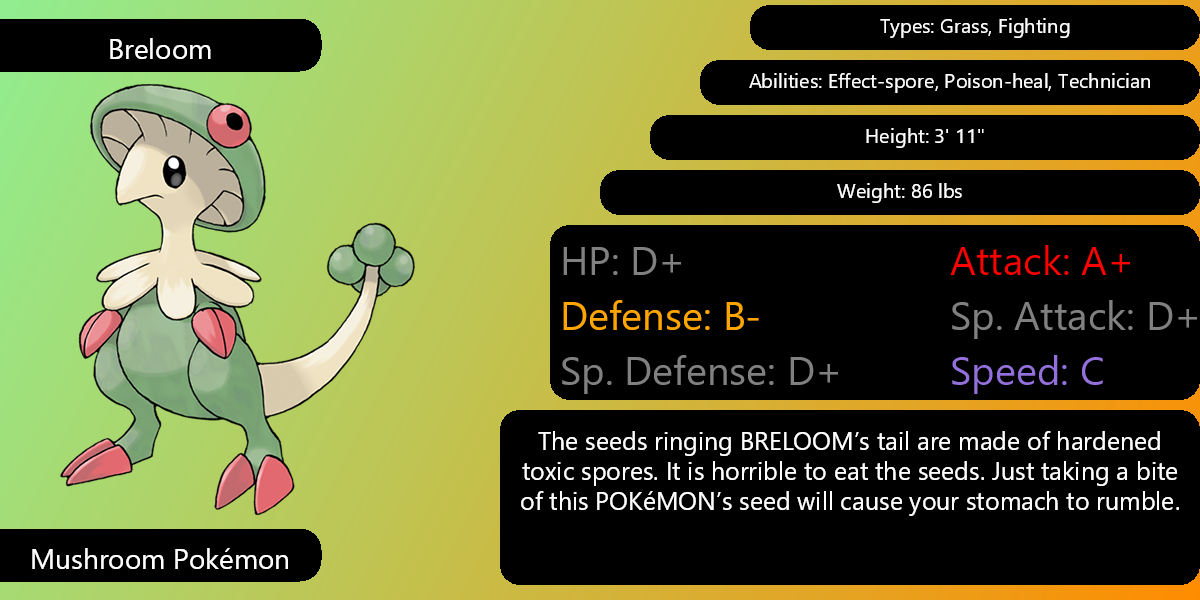 Breloom
Types: Grass, Fighting
Abilities: Effect-spore, Poison-heal, Technician
Height: 3' 11"
Weight: 86 lbs
HP: D+
Attack: A+
Defense: B-
Sp. Attack: D+
Sp. Defense: D+
Speed: C
The seeds ringing BRELOOM’s tail are made of hardened
toxic spores. It is horrible to eat the seeds. Just taking a bite
of this POKéMON’s seed will cause your stomach to rumble.
Mushroom Pokémon